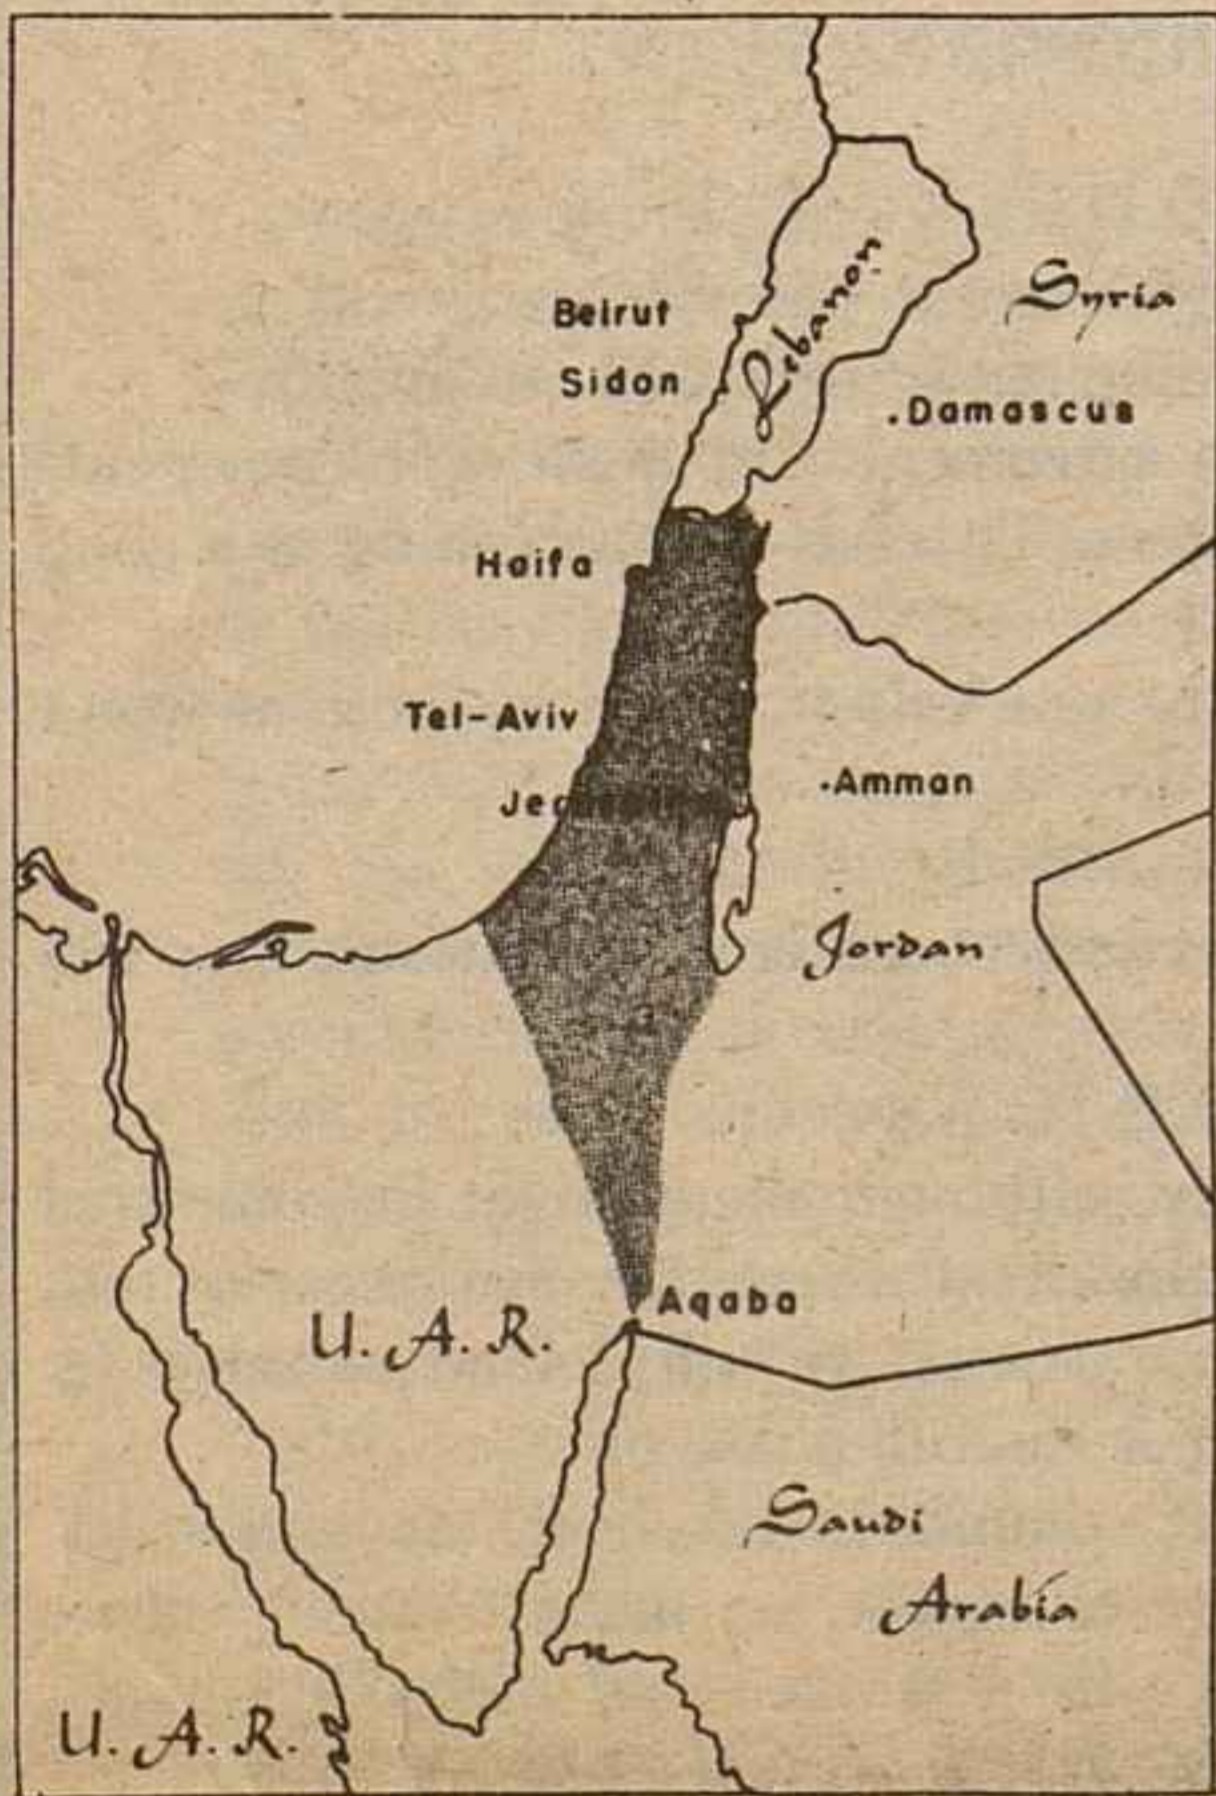 Lebanon
Syria
Beirut
Sidon
.Damascus
Haifa
Tel-Aviv
.Amman
Jordan
Aqaba
U. A. R.
Saudi
Arabia
U. A. R.